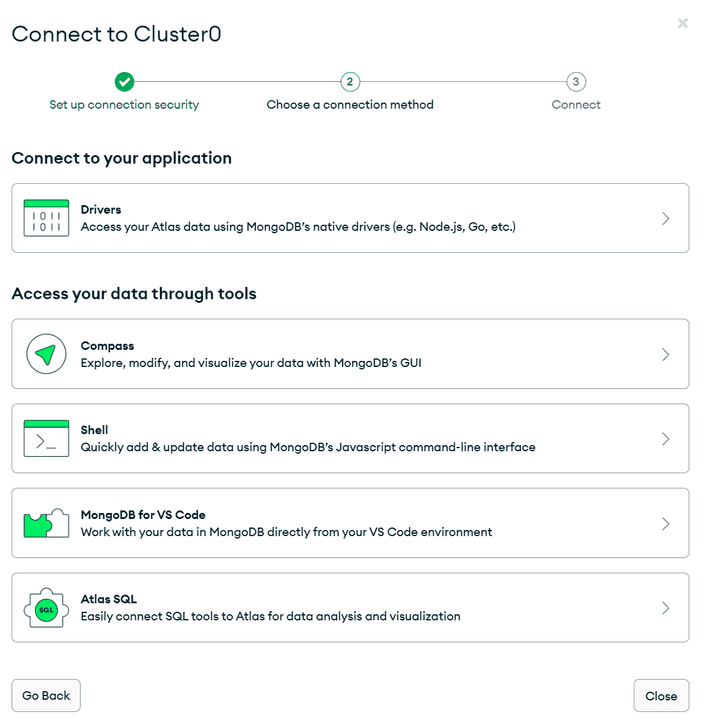 Connect to Cluster0
2
3
Set up connection security
Choose a connection method
Connect
Connect to your application
1011
1011
Drivers
Access your Atlas data using MongoDB's native drivers (e.g. Node.js, Go, etc.)
Access your data through tools
Compass
Explore, modify, and visualize your data with MongoDB's GUI
>_
Shell
Quickly add & update data using MongoDB's Javascript command-line interface
MongoDB for VS Code
Work with your data in MongoDB directly from your VS Code environment
SQL
Atlas SQL
Easily connect SQL tools to Atlas for data analysis and visualization
Go Back
Close